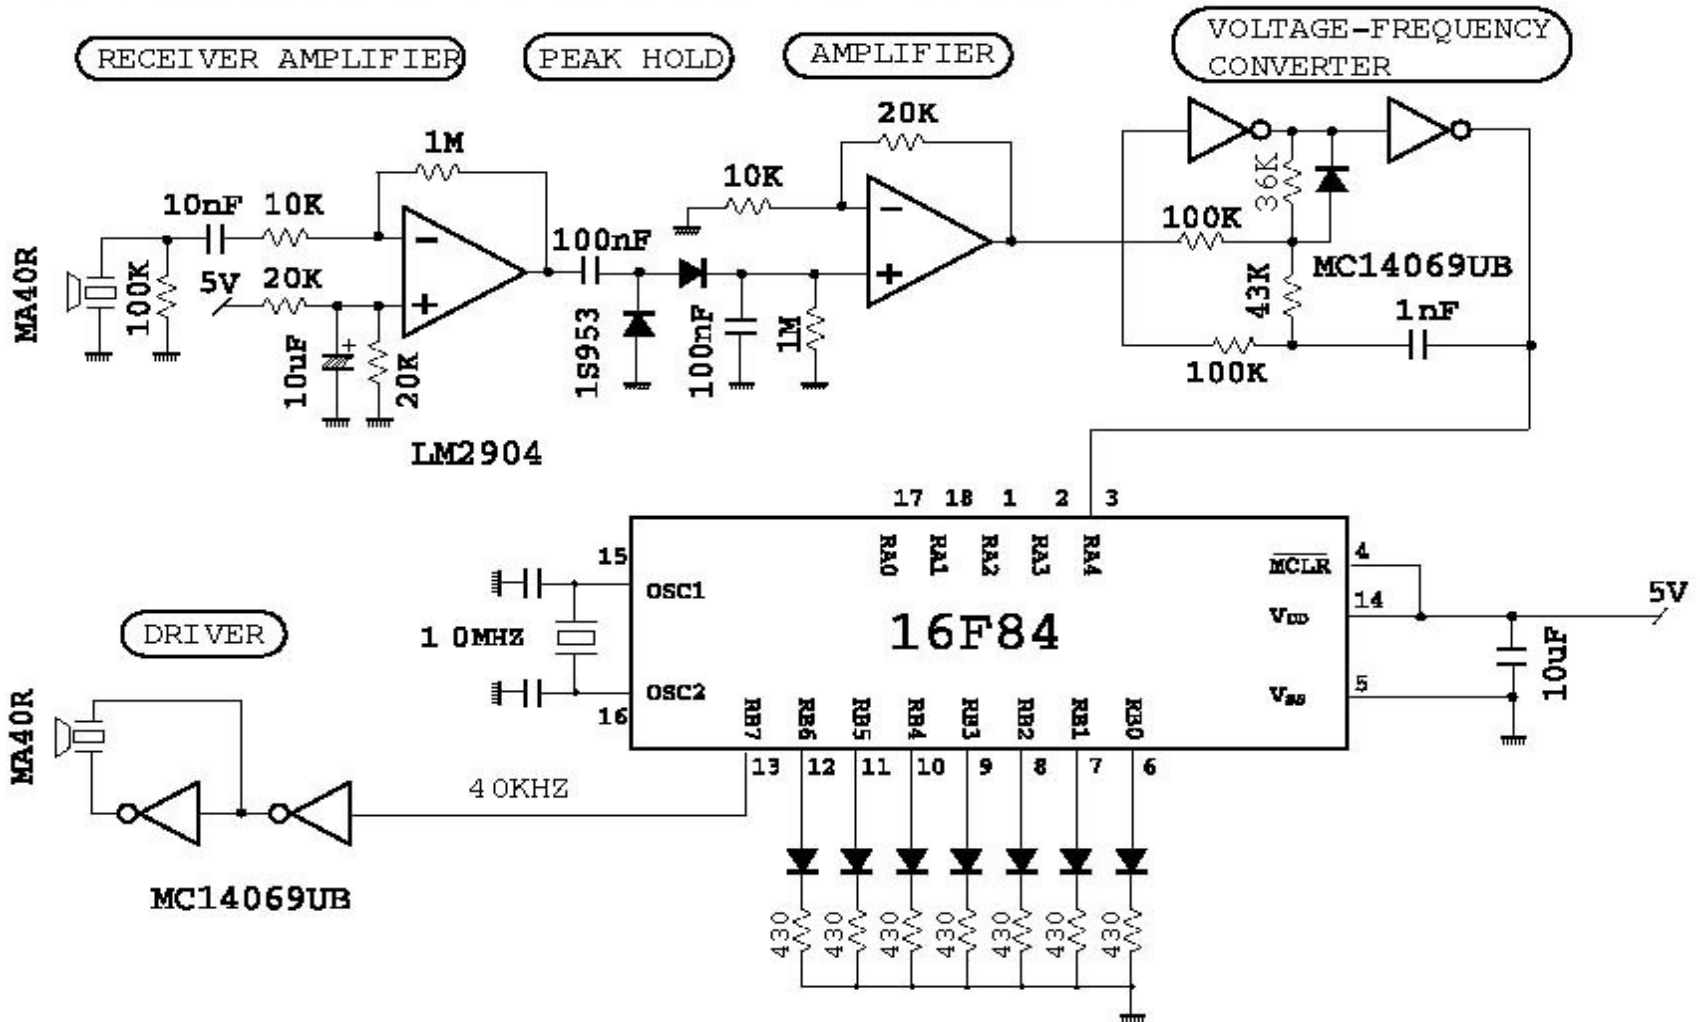 RECEIVER AMPLIFIER
PEAK HOLD
AMPLIFIER
VOLTAGE-FREQUENCY
CONVERTER
1M
10nF
10K
MA40R
100K
5V
20K
10uF
20K
LM2904
100nF
1S953
100nF
1M
10K
20K
100K
36K
43K
MC14069UB
1nF
100K
17 18 1 2 3
RA0 RA1 RA2 RA3 RA4
15
OSC1
10MHZ
OSC2
16
16F84
MCLR
4
VDD
14
VSS
5
5V
10uF
RB7 RB6 RB5 RB4 RB3 RB2 RB1 RB0
13 12 11 10 9 8 7 6
DRIVER
MA40R
40KHZ
MC14069UB
430 430 430 430 430 430 430